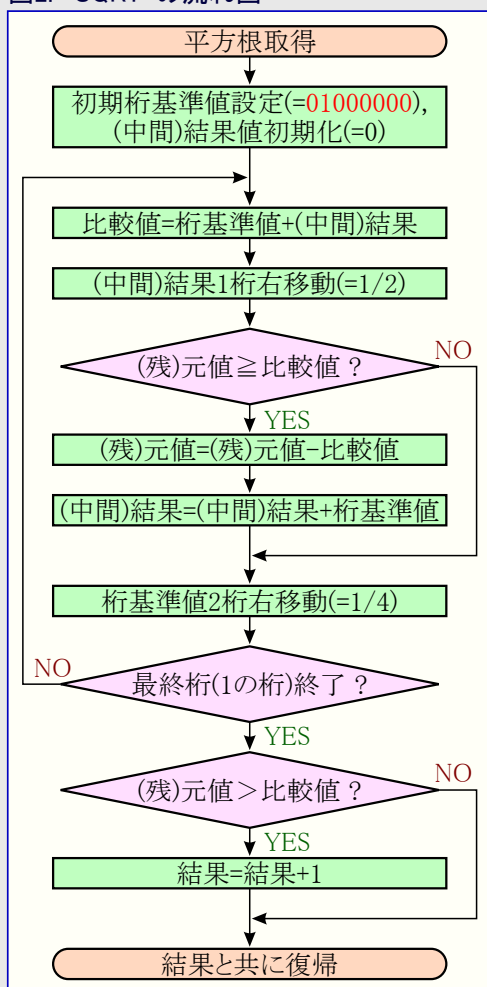 平方根取得
初期桁基準値設定(=01000000),
(中間)結果値初期化(=0)
比較値=桁基準値+(中間)結果
(中間)結果1桁右移動(=1/2)
(残)元値≧比較値 ?
NO
YES
(残)元値=(残)元値−比較値
(中間)結果=(中間)結果+桁基準値
桁基準値2桁右移動(=1/4)
NO
最終桁(1の桁)終了 ?
YES
(残)元値>比較値 ?
NO
YES
結果=結果+1
結果と共に復帰